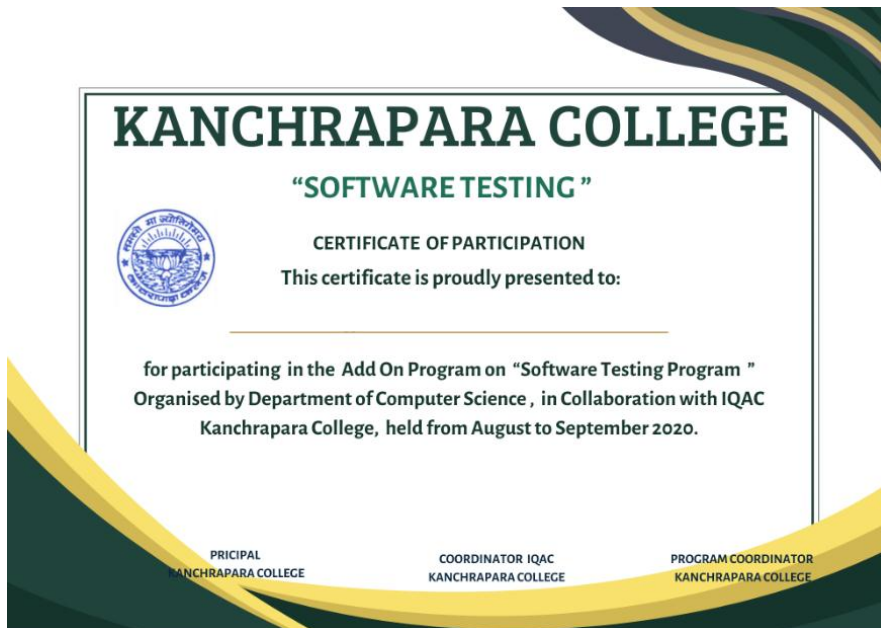 KANCHRAPARA COLLEGE
“SOFTWARE TESTING ”
CERTIFICATE OF PARTICIPATION
This certificate is proudly presented to:
for participating in the Add On Program on “Software Testing Program ”
Organised by Department of Computer Science , in Collaboration with IQAC
Kanchrapara College, held from August to September 2020.
PRICIPAL
KANCHRAPARA COLLEGE
COORDINATOR IQAC
KANCHRAPARA COLLEGE
PROGRAM COORDINATOR
KANCHRAPARA COLLEGE